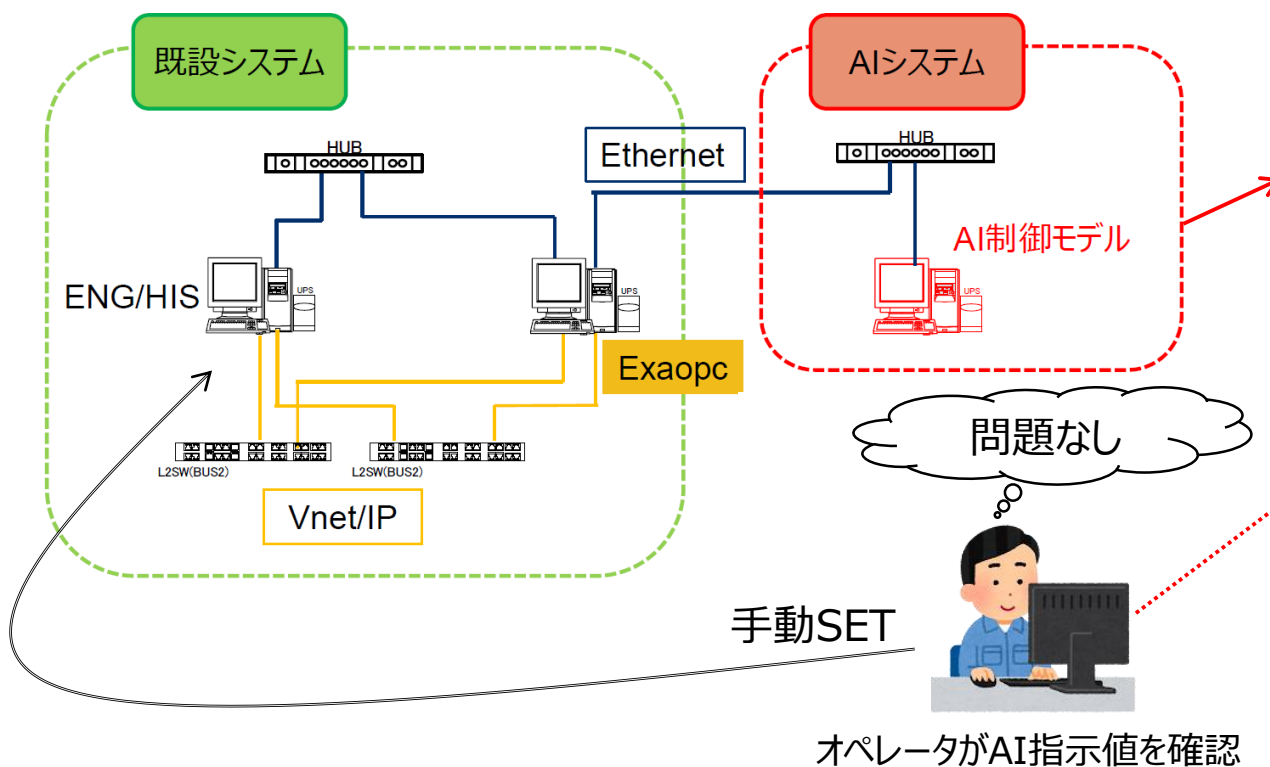 既設システム
AIシステム
HUB
Ethernet
HUB
AI制御モデル
ENG/HIS
UPS
UPS
UPS
Exaopc
L2SW(BUS2)
L2SW(BUS2)
Vnet/IP
問題なし
手動SET
オペレータがAI指示値を確認